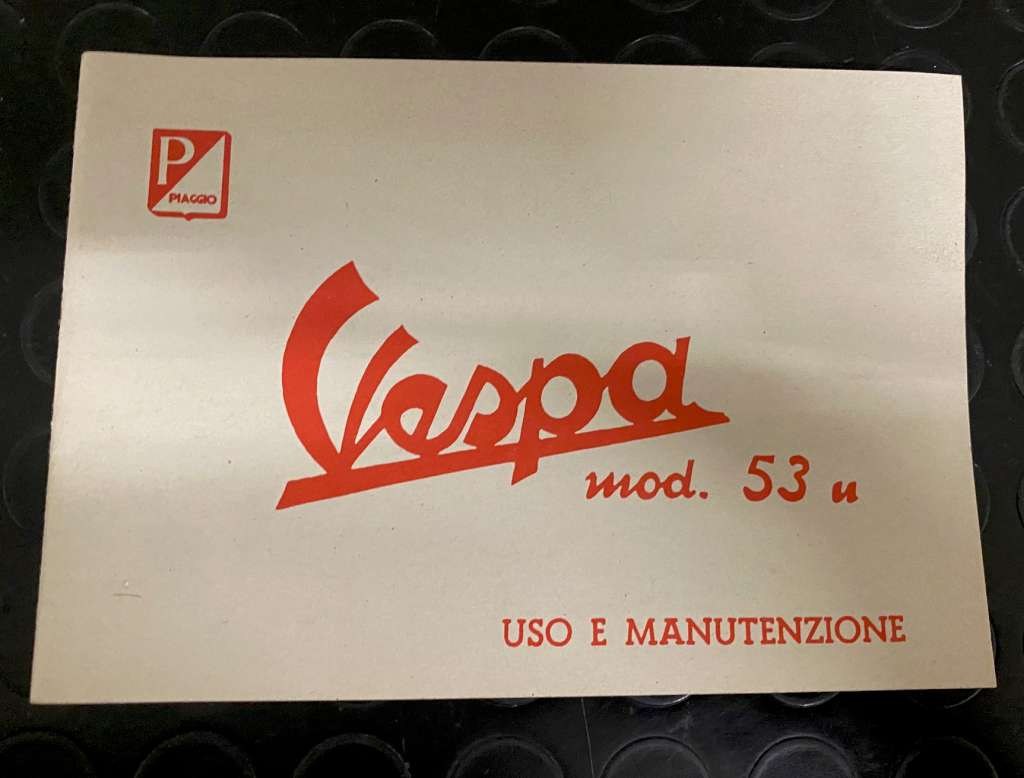 P
PIAGGIO
Vespa
mod. 53 u
USO E MANUTENZIONE